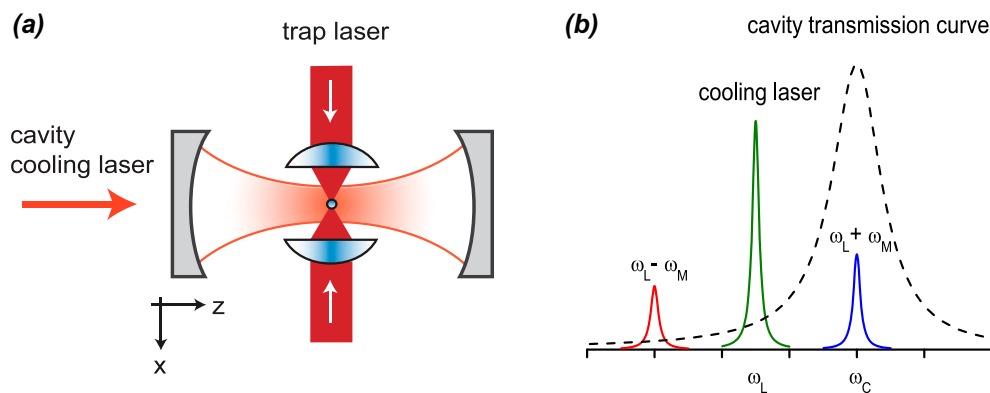 (a)
trap laser
cavity
cooling laser
z
x
(b)
cavity transmission curve
cooling laser
ω_L - ω_M
ω_L + ω_M
ω_L
ω_C